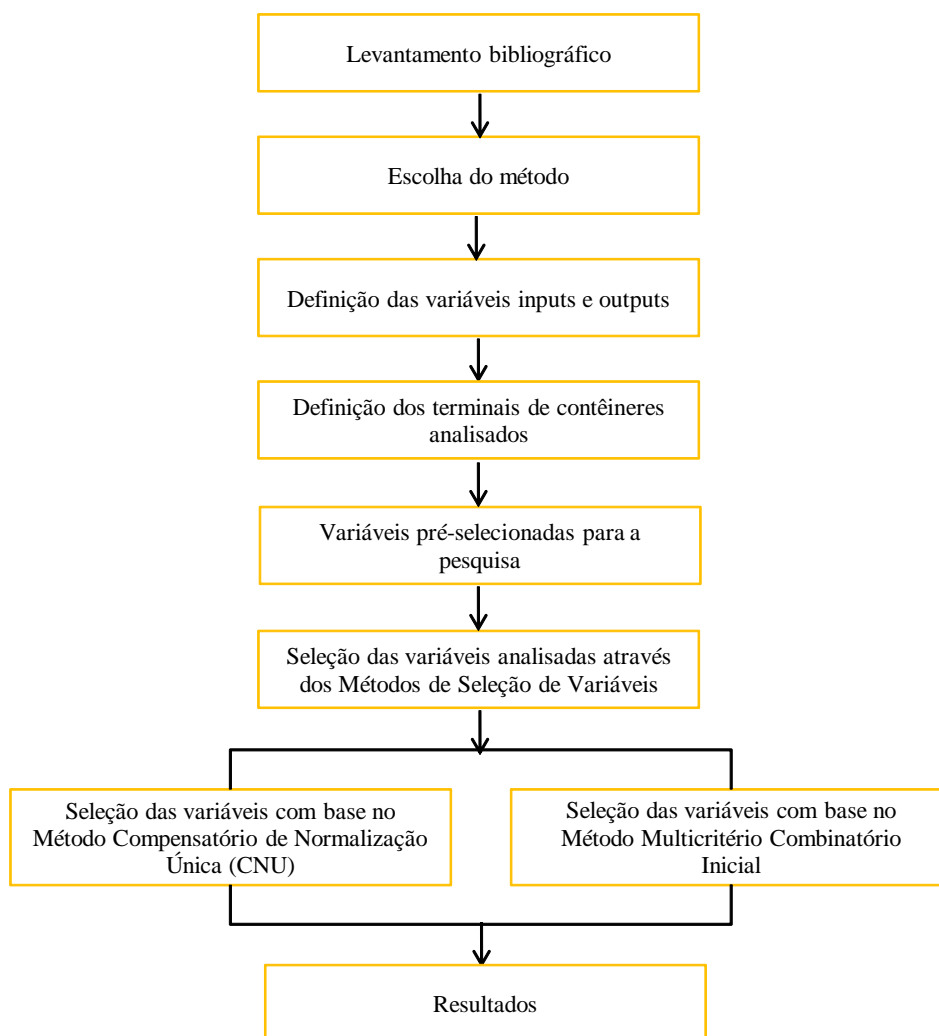 Levantamento bibliográfico
Escolha do método
Definição das variáveis inputs e outputs
Definição dos terminais de contêineres
analisados
Variáveis pré-selecionadas para a
pesquisa
Seleção das variáveis analisadas através
dos Métodos de Seleção de Variáveis
Seleção das variáveis com base no
Método Compensatório de Normalização
Única (CNU)
Seleção das variáveis com base no
Método Multicritério Combinatório
Inicial
Resultados